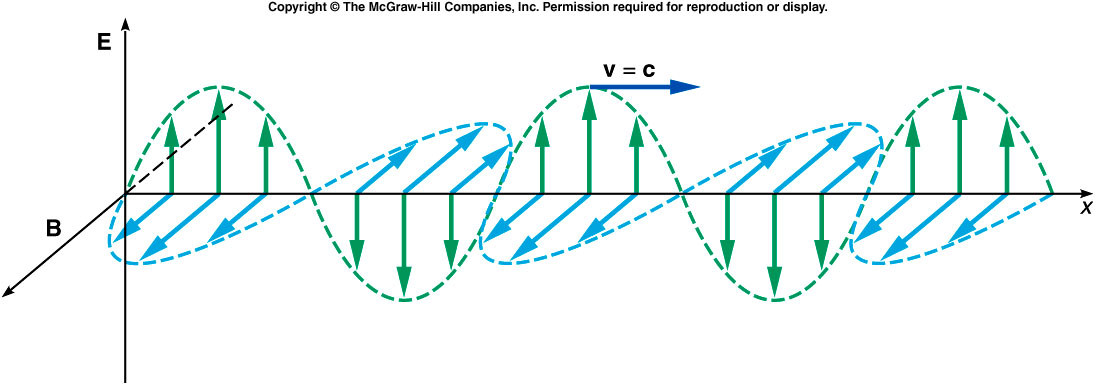 Copyright © The McGraw-Hill Companies, Inc. Permission required for reproduction or display.
E
v = c
B
X